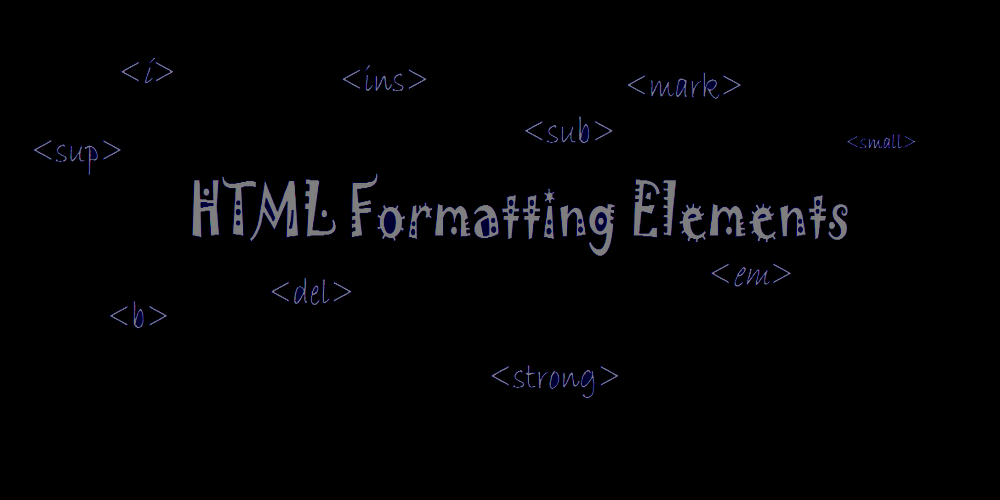 <i>
<ins>
<mark>
<sub>
<small>
<sup>
HTML Formatting Elements
<em>
<del>
<b>
<strong>